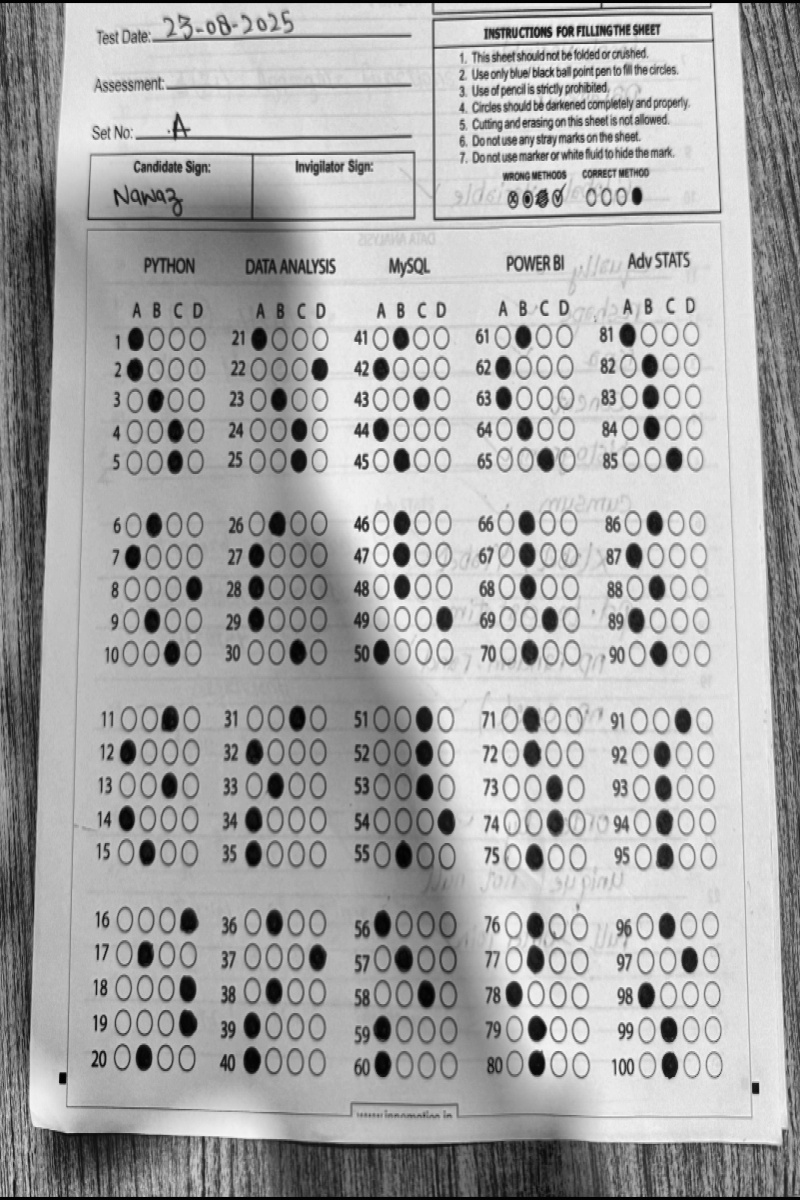 Test Date: 23-08-2025
Assessment:
Set No: A
Candidate Sign: Invigilator Sign:
Nawaz
INSTRUCTIONS FOR FILLING THE SHEET
1. This sheet should not be folded or crushed.
2. Use only blue/ black ball point pen to fill the circles.
3. Use of pencil is strictly prohibited.
4. Circles should be darkened completely and properly.
5. Cutting and erasing on this sheet is not allowed.
6. Do not use any stray marks on the sheet.
7. Do not use marker or white fluid to hide the mark.
WRONG METHODS CORRECT METHOD
PYTHON DATA ANALYSIS MySQL POWER BI Adv STATS
A B C D A B C D A B C D A B C D A B C D
1 21 41 61 81
2 22 42 62 82
3 23 43 63 83
4 24 44 64 84
5 25 45 65 85
6 26 46 66 86
7 27 47 67 87
8 28 48 68 88
9 29 49 69 89
10 30 50 70 90
11 31 51 71 91
12 32 52 72 92
13 33 53 73 93
14 34 54 74 94
15 35 55 75 95
16 36 56 76 96
17 37 57 77 97
18 38 58 78 98
19 39 59 79 99
20 40 60 80 100